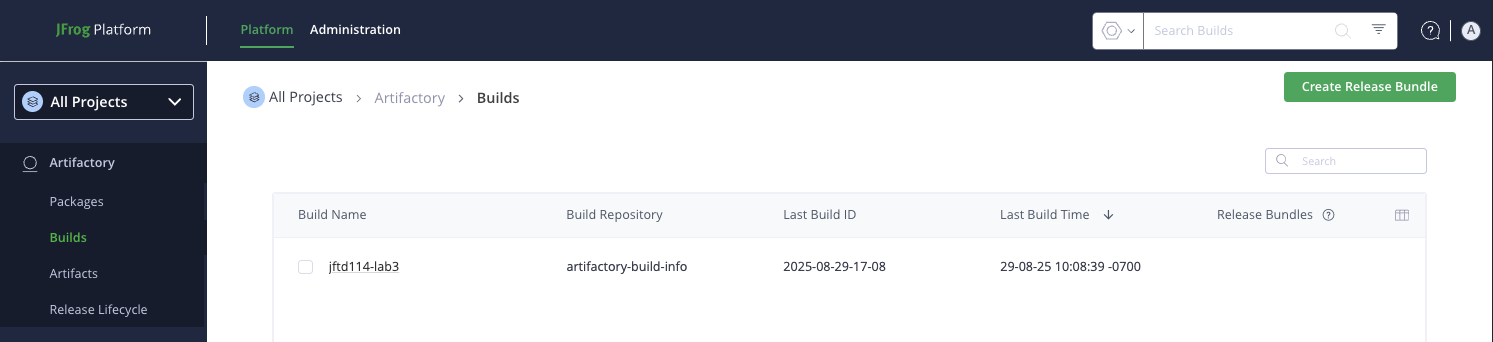 JFrog Platform
Platform Administration
Search Builds
A
All Projects
Artifactory
Packages
Builds
Artifacts
Release Lifecycle
All Projects > Artifactory > Builds
Create Release Bundle
Search
Build Name Build Repository Last Build ID Last Build Time Release Bundles
jftd114-lab3 artifactory-build-info 2025-08-29-17-08 29-08-25 10:08:39 -0700